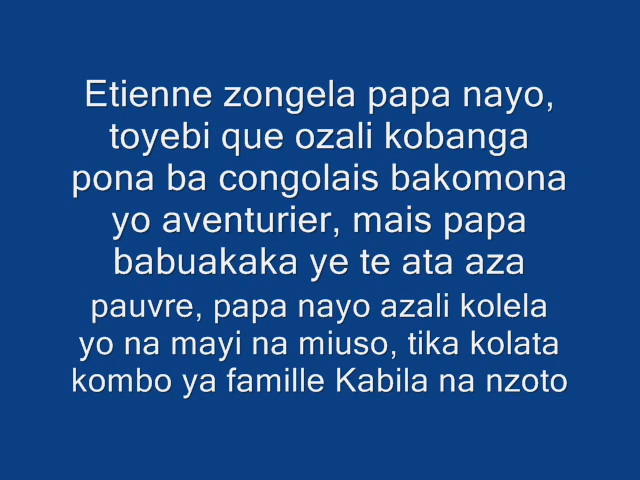 Etienne zongela papa nayo,
toyebi que ozali kobanga
pona ba congolais bakomona
yo aventurier, mais papa
babuakaka ye te ata aza
pauvre, papa nayo azali kolela
yo na mayi na miuso, tika kolata
kombo ya famille Kabila na nzoto